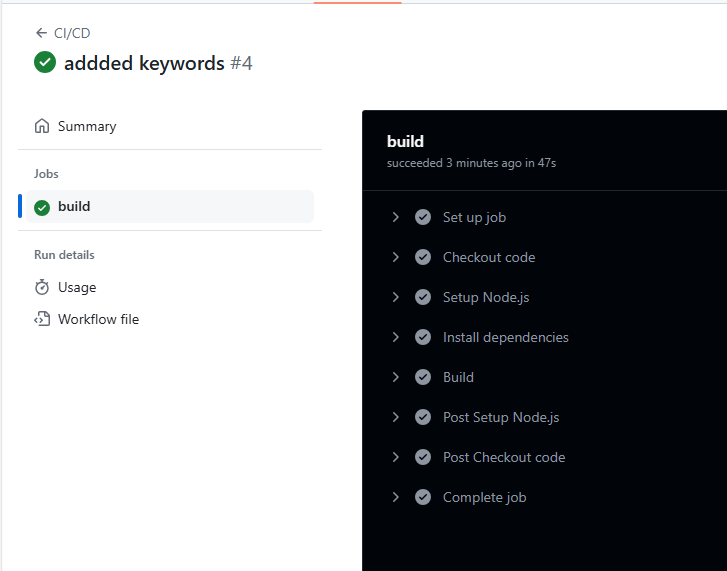 CI/CD
addded keywords #4
Summary
Jobs
build
Run details
Usage
Workflow file
build
succeeded 3 minutes ago in 47s
Set up job
Checkout code
Setup Node.js
Install dependencies
Build
Post Setup Node.js
Post Checkout code
Complete job